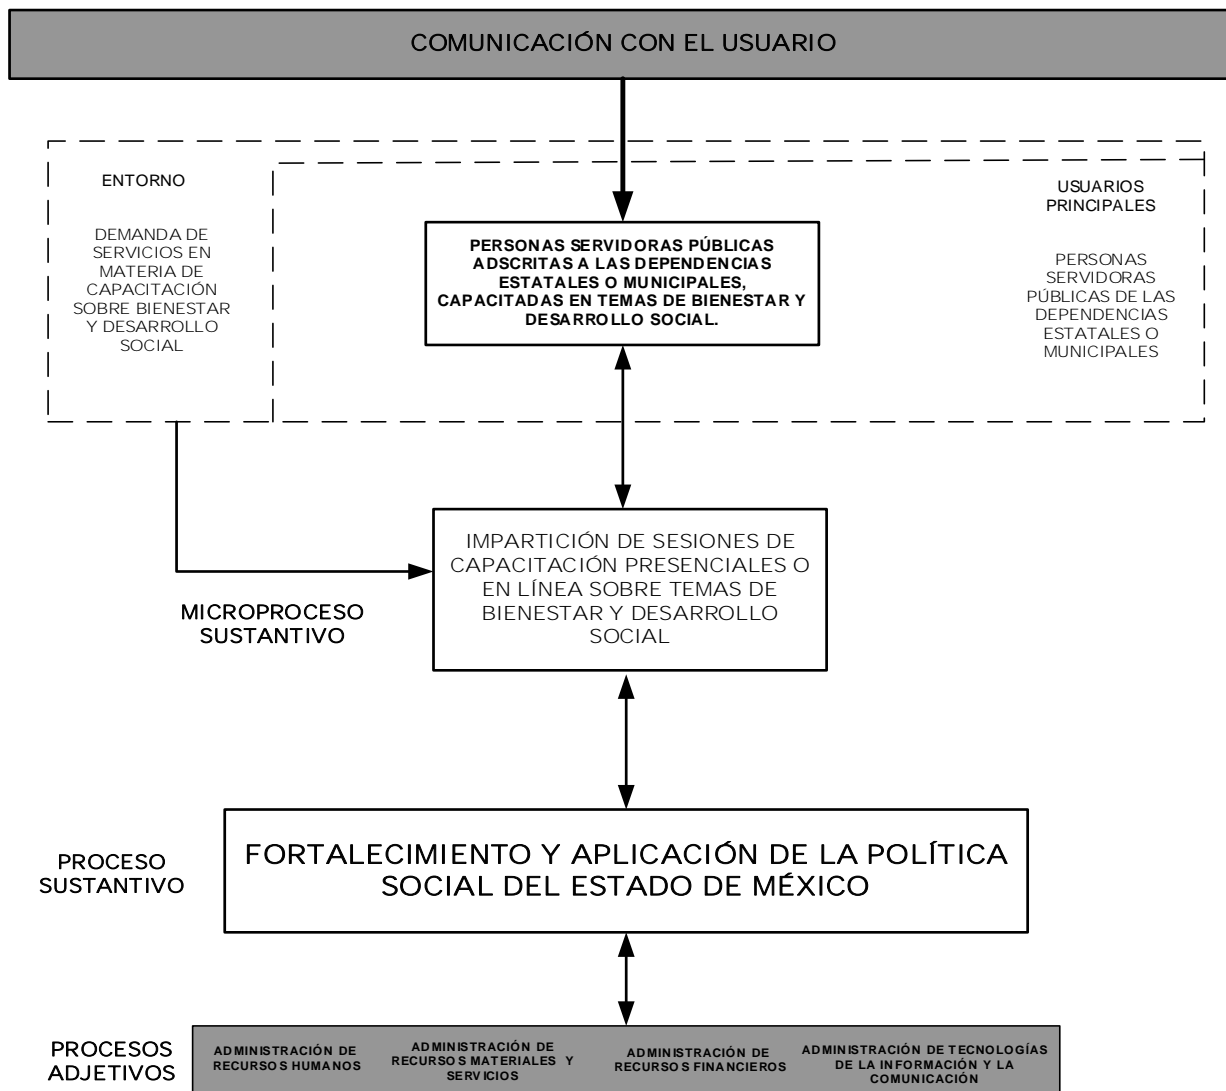 COMUNICACIÓN CON EL USUARIO
ENTORNO
DEMANDA DE
SERVICIOS EN
MATERIA DE
CAPACITACIÓN
SOBRE BIENESTAR
Y DESARROLLO
SOCIAL
PERSONAS SERVIDORAS PÚBLICAS
ADSCRITAS A LAS DEPENDENCIAS
ESTATALES O MUNICIPALES,
CAPACITADAS EN TEMAS DE BIENESTAR Y
DESARROLLO SOCIAL.
USUARIOS
PRINCIPALES
PERSONAS
SERVIDORAS
PÚBLICAS DE LAS
DEPENDENCIAS
ESTATALES O
MUNICIPALES
IMPARTICIÓN DE SESIONES DE
CAPACITACIÓN PRESENCIALES O
EN LÍNEA SOBRE TEMAS DE
BIENESTAR Y DESARROLLO
SOCIAL
MICROPROCESO
SUSTANTIVO
PROCESO
SUSTANTIVO
FORTALECIMIENTO Y APLICACIÓN DE LA POLÍTICA
SOCIAL DEL ESTADO DE MÉXICO
PROCESOS
ADJETIVOS
ADMINISTRACIÓN DE
RECURSOS HUMANOS
ADMINISTRACIÓN DE
RECURSOS MATERIALES Y
SERVICIOS
ADMINISTRACIÓN DE
RECURSOS FINANCIEROS
ADMINISTRACIÓN DE TECNOLOGÍAS
DE LA INFORMACIÓN Y LA
COMUNICACIÓN